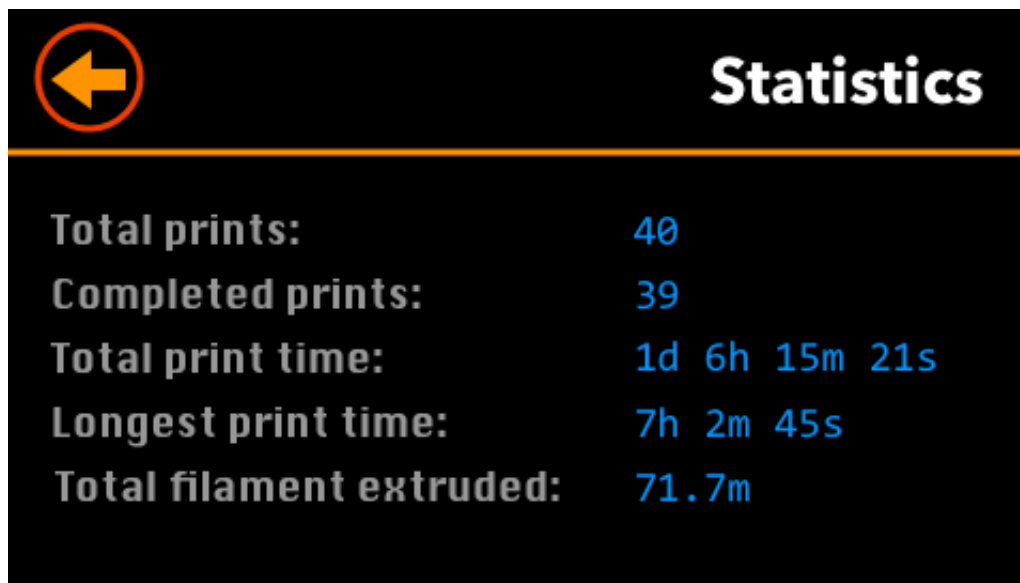 Statistics
Total prints: 40
Completed prints: 39
Total print time: 1d 6h 15m 21s
Longest print time: 7h 2m 45s
Total filament extruded: 71.7m